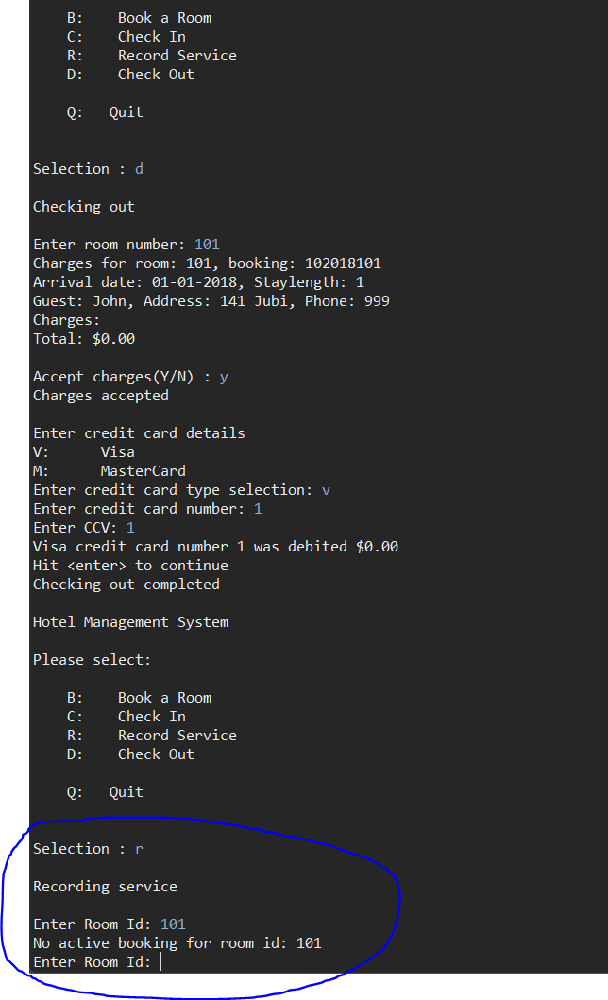 B: Book a Room
C: Check In
R: Record Service
D: Check Out
Q: Quit
Selection : d
Checking out
Enter room number: 101
Charges for room: 101, booking: 102018101
Arrival date: 01-01-2018, Staylength: 1
Guest: John, Address: 141 Jubi, Phone: 999
Charges:
Total: $0.00
Accept charges(Y/N) : y
Charges accepted
Enter credit card details
V: Visa
M: MasterCard
Enter credit card type selection: v
Enter credit card number: 1
Enter CCV: 1
Visa credit card number 1 was debited $0.00
Hit <enter> to continue
Checking out completed
Hotel Management System
Please select:
B: Book a Room
C: Check In
R: Record Service
D: Check Out
Q: Quit
Selection : r
Recording service
Enter Room Id: 101
No active booking for room id: 101
Enter Room Id: